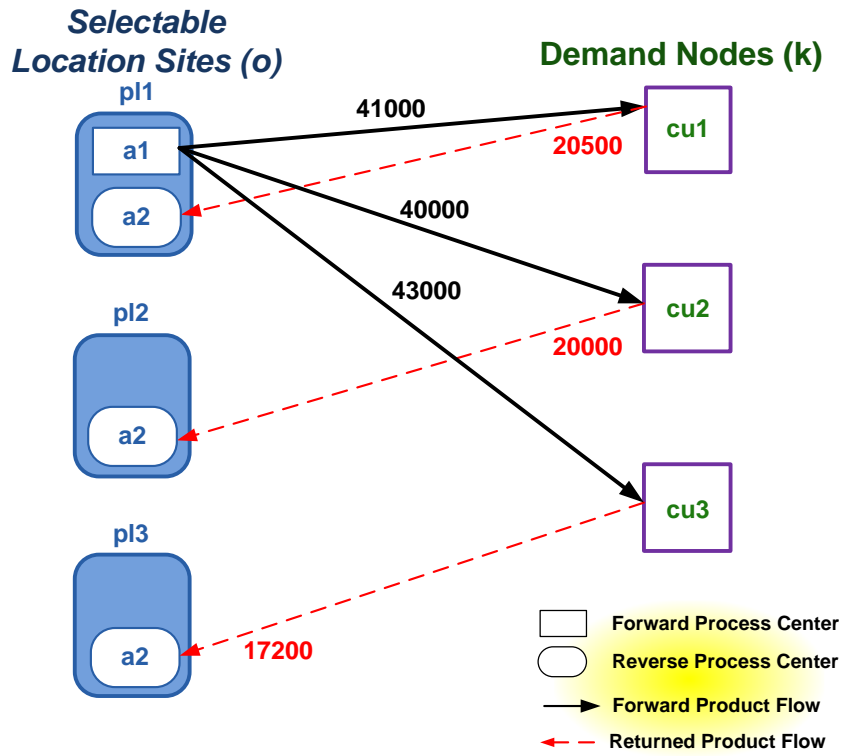 Selectable
Location Sites (o)
Demand Nodes (k)
pl1
41000
cu1
a1
20500
a2
40000
43000
pl2
cu2
20000
a2
cu3
pl3
Forward Process Center
17200
a2
Reverse Process Center
Forward Product Flow
Returned Product Flow